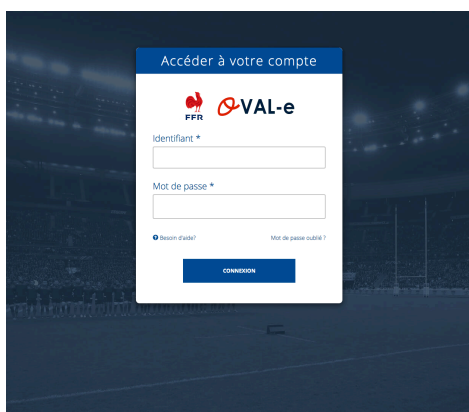 Accéder à votre compte
FFR OVAL-e
Identifiant *
Mot de passe *
Besoin d'aide? Mot de passe oublié ?
CONNEXION